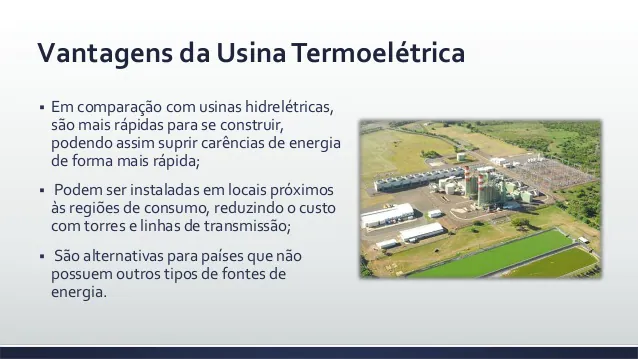 Vantagens da Usina Termoelétrica
▪ Em comparação com usinas hidrelétricas,
são mais rápidas para se construir,
podendo assim suprir carências de energia
de forma mais rápida;
▪ Podem ser instaladas em locais próximos
às regiões de consumo, reduzindo o custo
com torres e linhas de transmissão;
▪ São alternativas para países que não
possuem outros tipos de fontes de
energia.